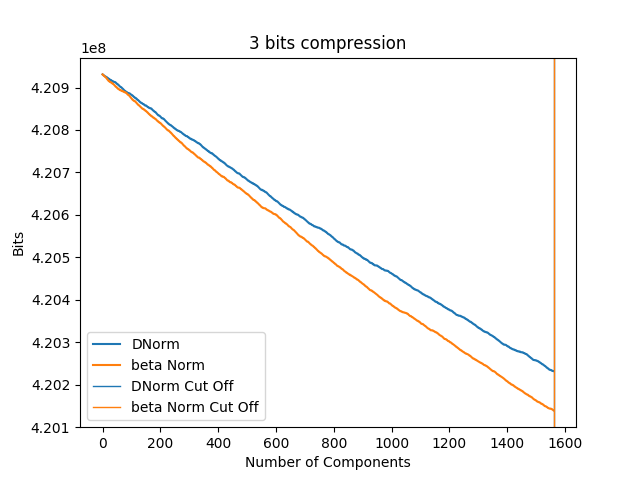 3 bits compression
1e8
4.209
4.208
4.207
4.206
4.205
4.204
4.203
4.202
4.201
Bits
DNorm
beta Norm
DNorm Cut Off
beta Norm Cut Off
0 200 400 600 800 1000 1200 1400 1600
Number of Components